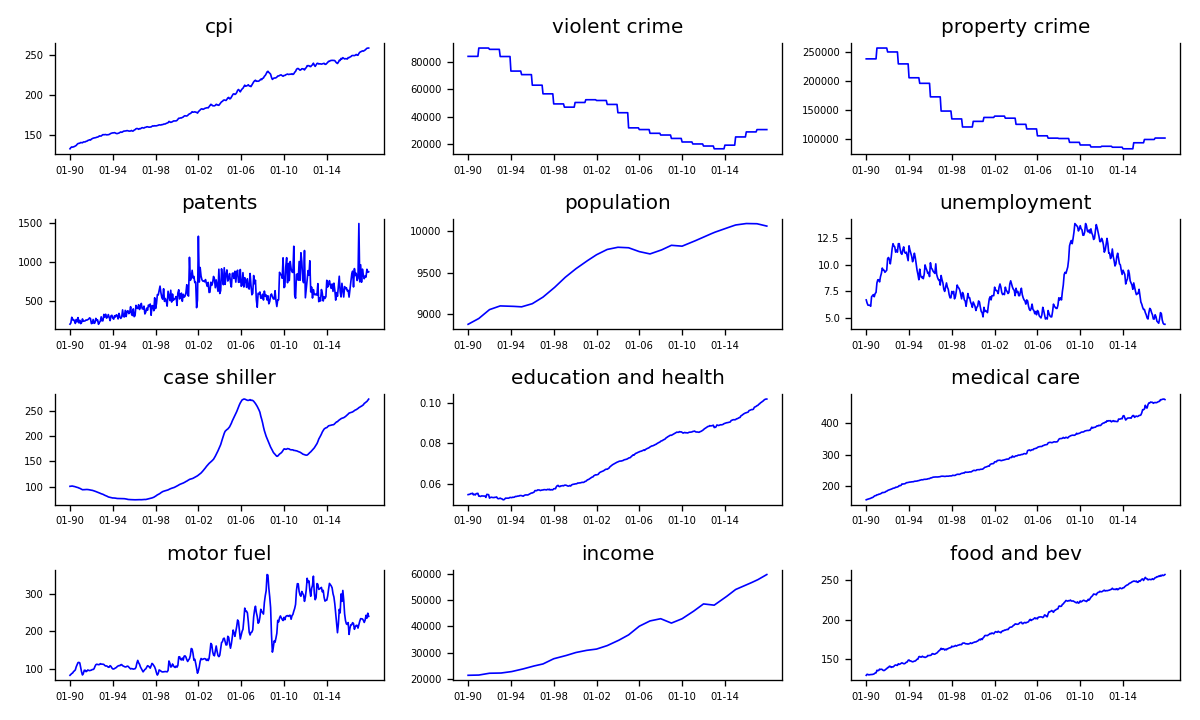 cpi
250
200
150
01-90 01-94 01-98 01-02 01-06 01-10 01-14
violent crime
80000
60000
40000
20000
01-90 01-94 01-98 01-02 01-06 01-10 01-14
property crime
250000
200000
150000
100000
01-90 01-94 01-98 01-02 01-06 01-10 01-14
patents
1500
1000
500
01-90 01-94 01-98 01-02 01-06 01-10 01-14
population
10000
9500
9000
01-90 01-94 01-98 01-02 01-06 01-10 01-14
unemployment
12.5
10.0
7.5
5.0
01-90 01-94 01-98 01-02 01-06 01-10 01-14
case shiller
250
200
150
100
01-90 01-94 01-98 01-02 01-06 01-10 01-14
education and health
0.10
0.08
0.06
01-90 01-94 01-98 01-02 01-06 01-10 01-14
medical care
400
300
200
01-90 01-94 01-98 01-02 01-06 01-10 01-14
motor fuel
300
200
100
01-90 01-94 01-98 01-02 01-06 01-10 01-14
income
60000
50000
40000
30000
20000
01-90 01-94 01-98 01-02 01-06 01-10 01-14
food and bev
250
200
150
01-90 01-94 01-98 01-02 01-06 01-10 01-14